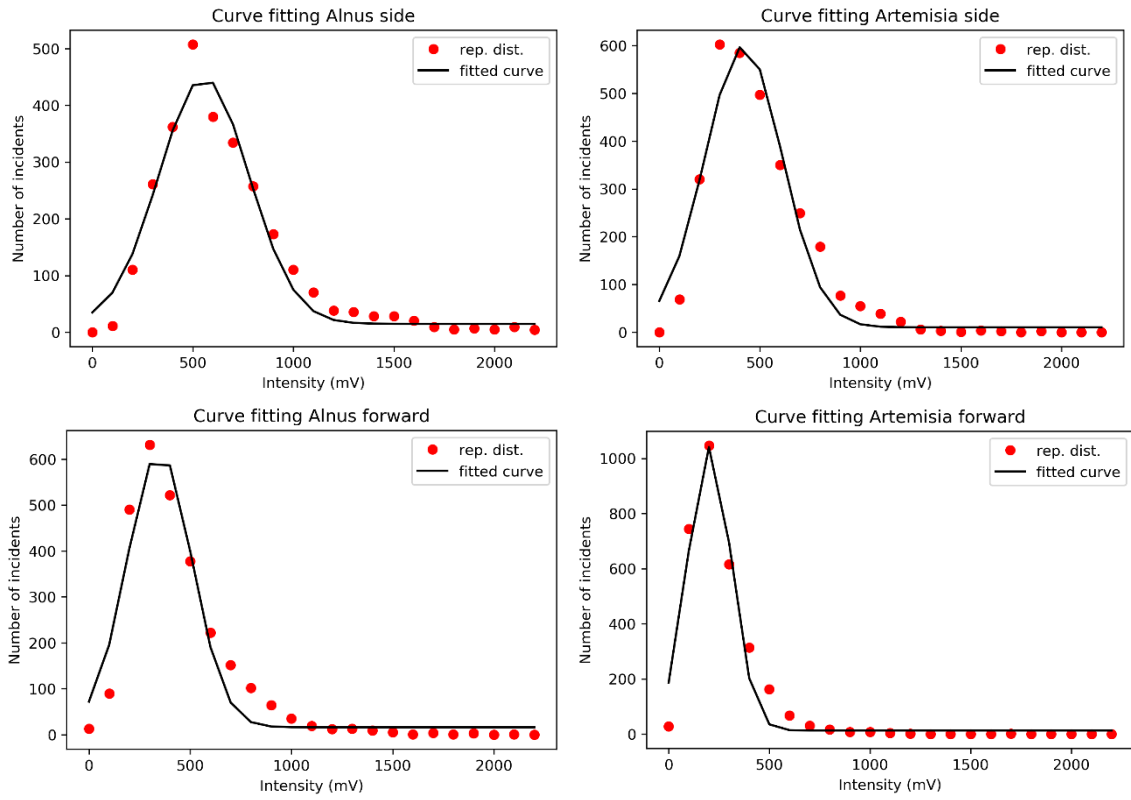 Curve fitting Alnus side
500
400
300
200
100
0
Number of incidents
rep. dist.
fitted curve
0 500 1000 1500 2000
Intensity (mV)
Curve fitting Artemisia side
600
500
400
300
200
100
0
Number of incidents
rep. dist.
fitted curve
0 500 1000 1500 2000
Intensity (mV)
Curve fitting Alnus forward
600
500
400
300
200
100
0
Number of incidents
rep. dist.
fitted curve
0 500 1000 1500 2000
Intensity (mV)
Curve fitting Artemisia forward
1000
800
600
400
200
0
Number of incidents
rep. dist.
fitted curve
0 500 1000 1500 2000
Intensity (mV)